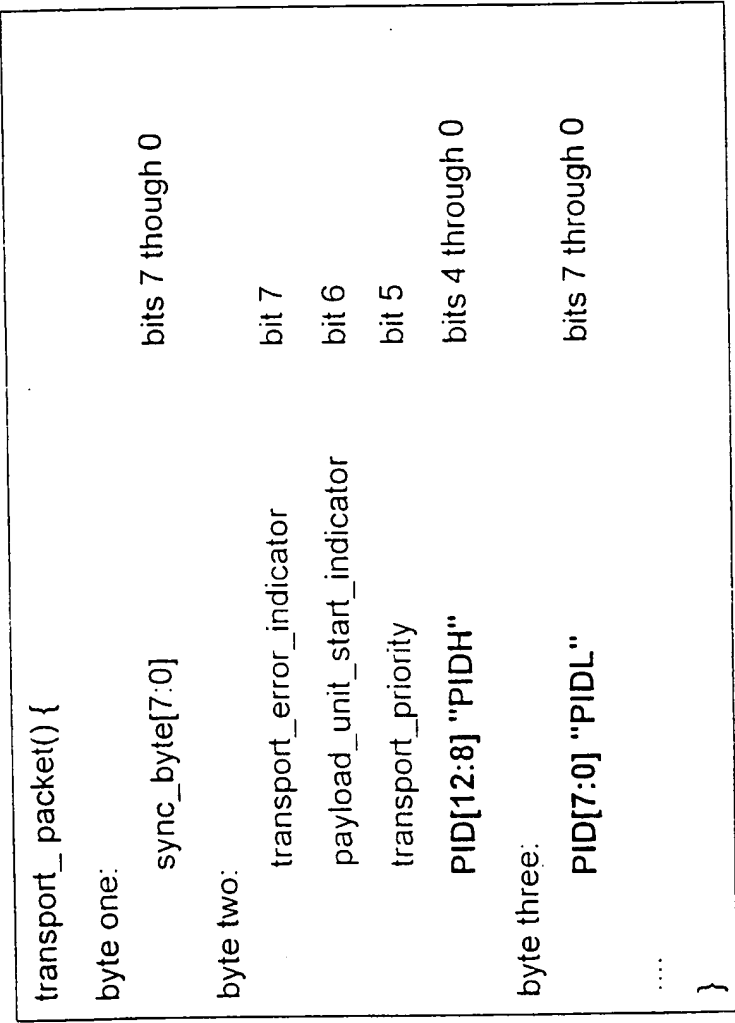 transport_ packet() {
byte one:
sync_byte[7:0] bits 7 though 0
byte two:
transport_error_indicator bit 7
payload_unit_start_indicator bit 6
transport_priority bit 5
PID[12:8] "PIDH" bits 4 through 0
byte three:
PID[7:0] "PIDL" bits 7 through 0
....
}